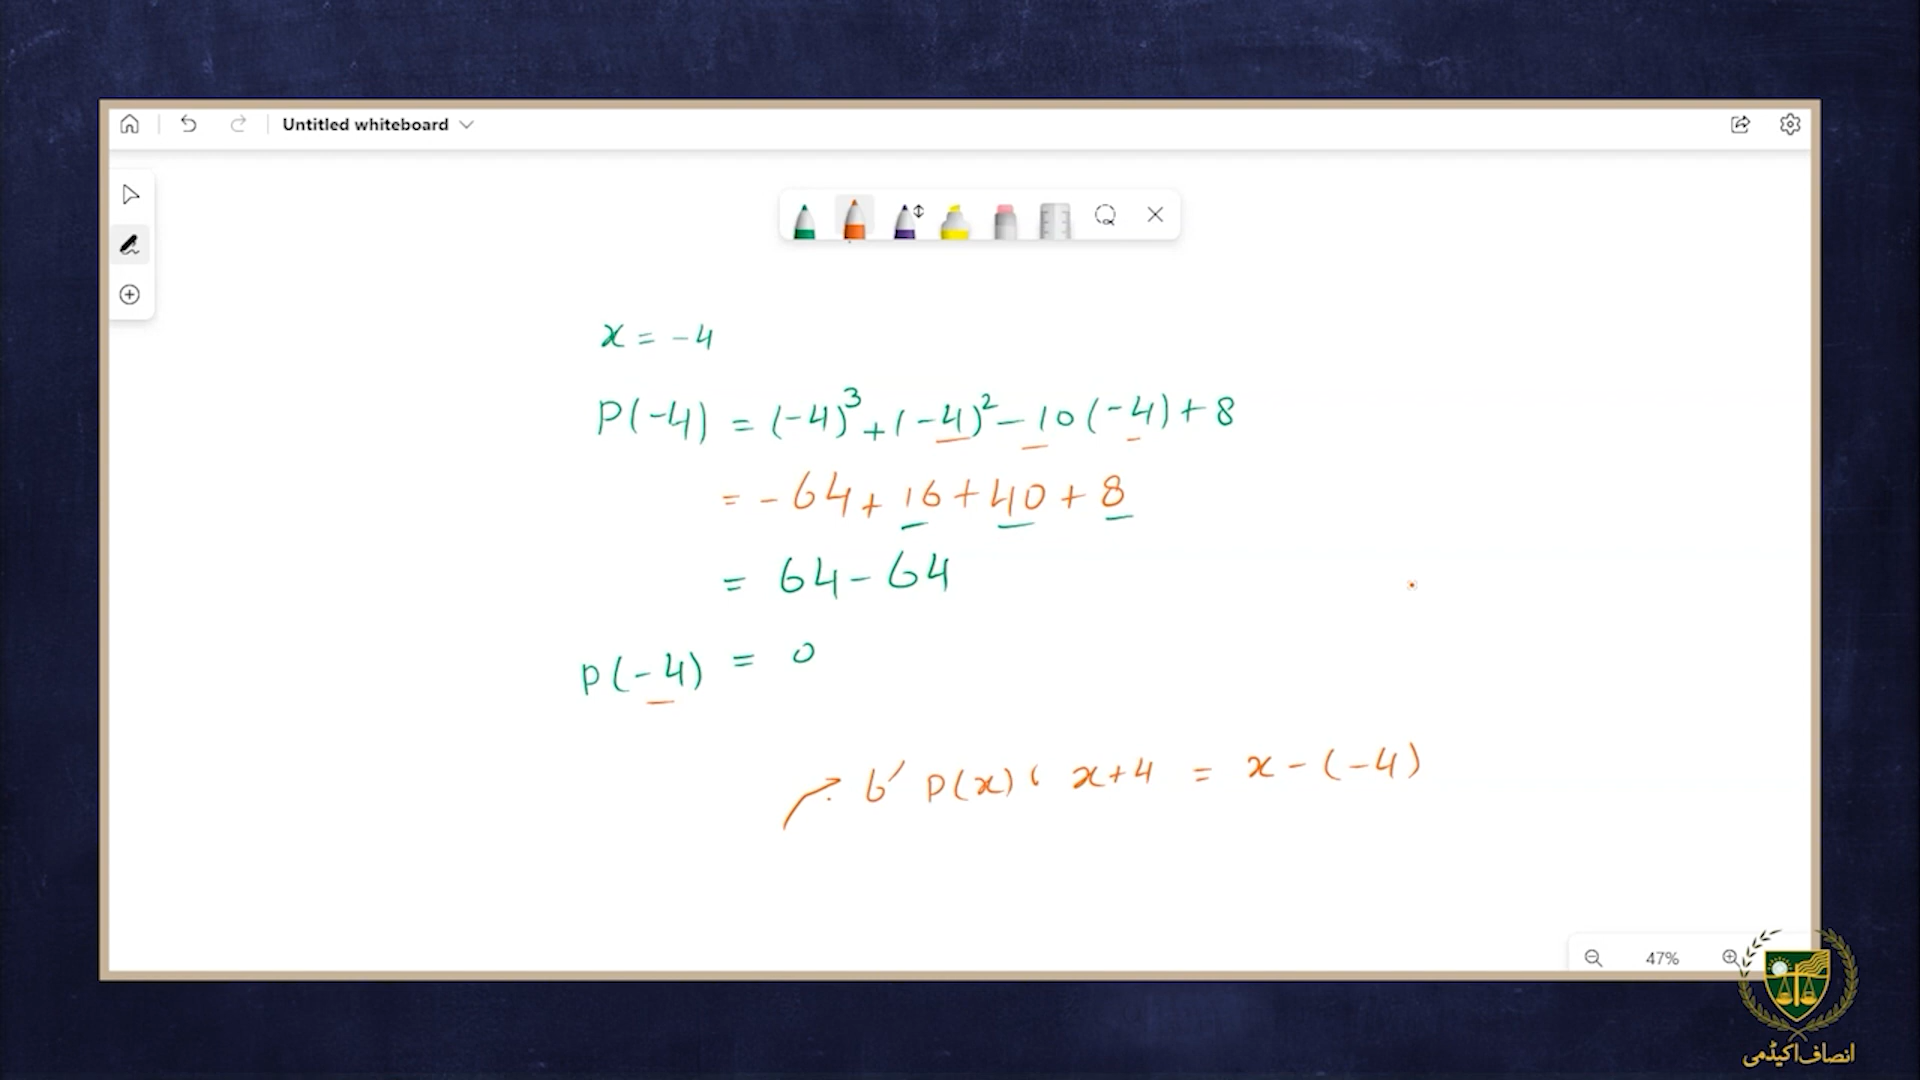 Untitled whiteboard
x = -4
P(-4) = (-4)³ + (-4)² - 10(-4) + 8
= -64 + 16 + 40 + 8
= 64 - 64
P(-4) = 0
P(x) کا x+4 = x-(-4)
47%
انصاف اکیڈمی